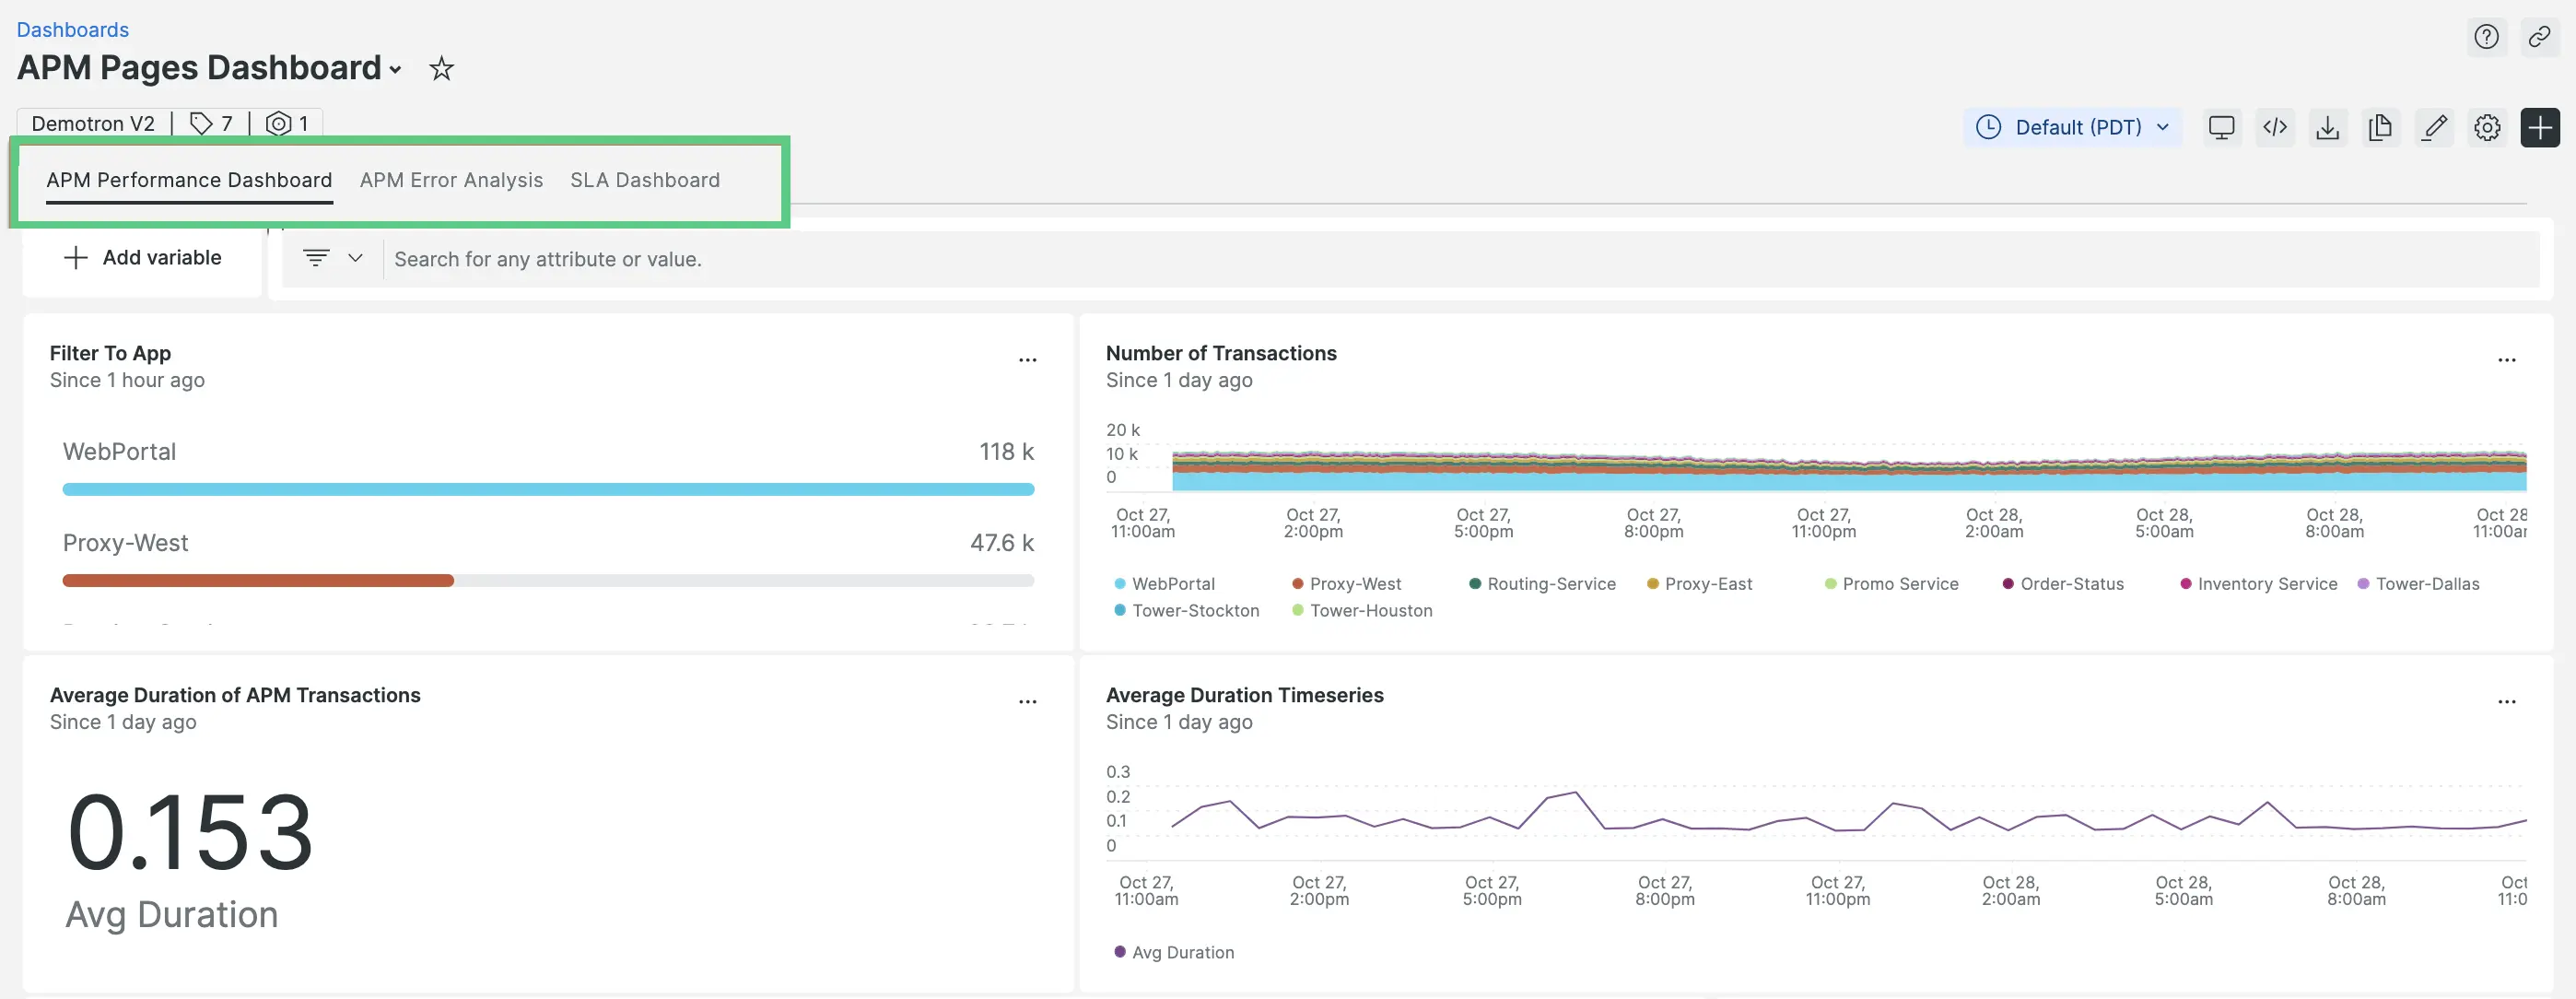 Dashboards
APM Pages Dashboard
Demotron V2 | 7 | 1
Default (PDT)
APM Performance Dashboard APM Error Analysis SLA Dashboard
+ Add variable
Search for any attribute or value.
Filter To App
Since 1 hour ago
WebPortal 118 k
Proxy-West 47.6 k
Number of Transactions
Since 1 day ago
20 k
10 k
0
Oct 27, Oct 27, Oct 27, Oct 27, Oct 27, Oct 28, Oct 28, Oct 28, Oct 28
11:00am 2:00pm 5:00pm 8:00pm 11:00pm 2:00am 5:00am 8:00am 11:00a
WebPortal Proxy-West Routing-Service Proxy-East Promo Service Order-Status Inventory Service Tower-Dallas
Tower-Stockton Tower-Houston
Average Duration of APM Transactions
Since 1 day ago
0.153
Avg Duration
Average Duration Timeseries
Since 1 day ago
0.3
0.2
0.1
0
Oct 27, Oct 27, Oct 27, Oct 27, Oct 27, Oct 28, Oct 28, Oct 28, Oct
11:00am 2:00pm 5:00pm 8:00pm 11:00pm 2:00am 5:00am 8:00am 11:0
Avg Duration